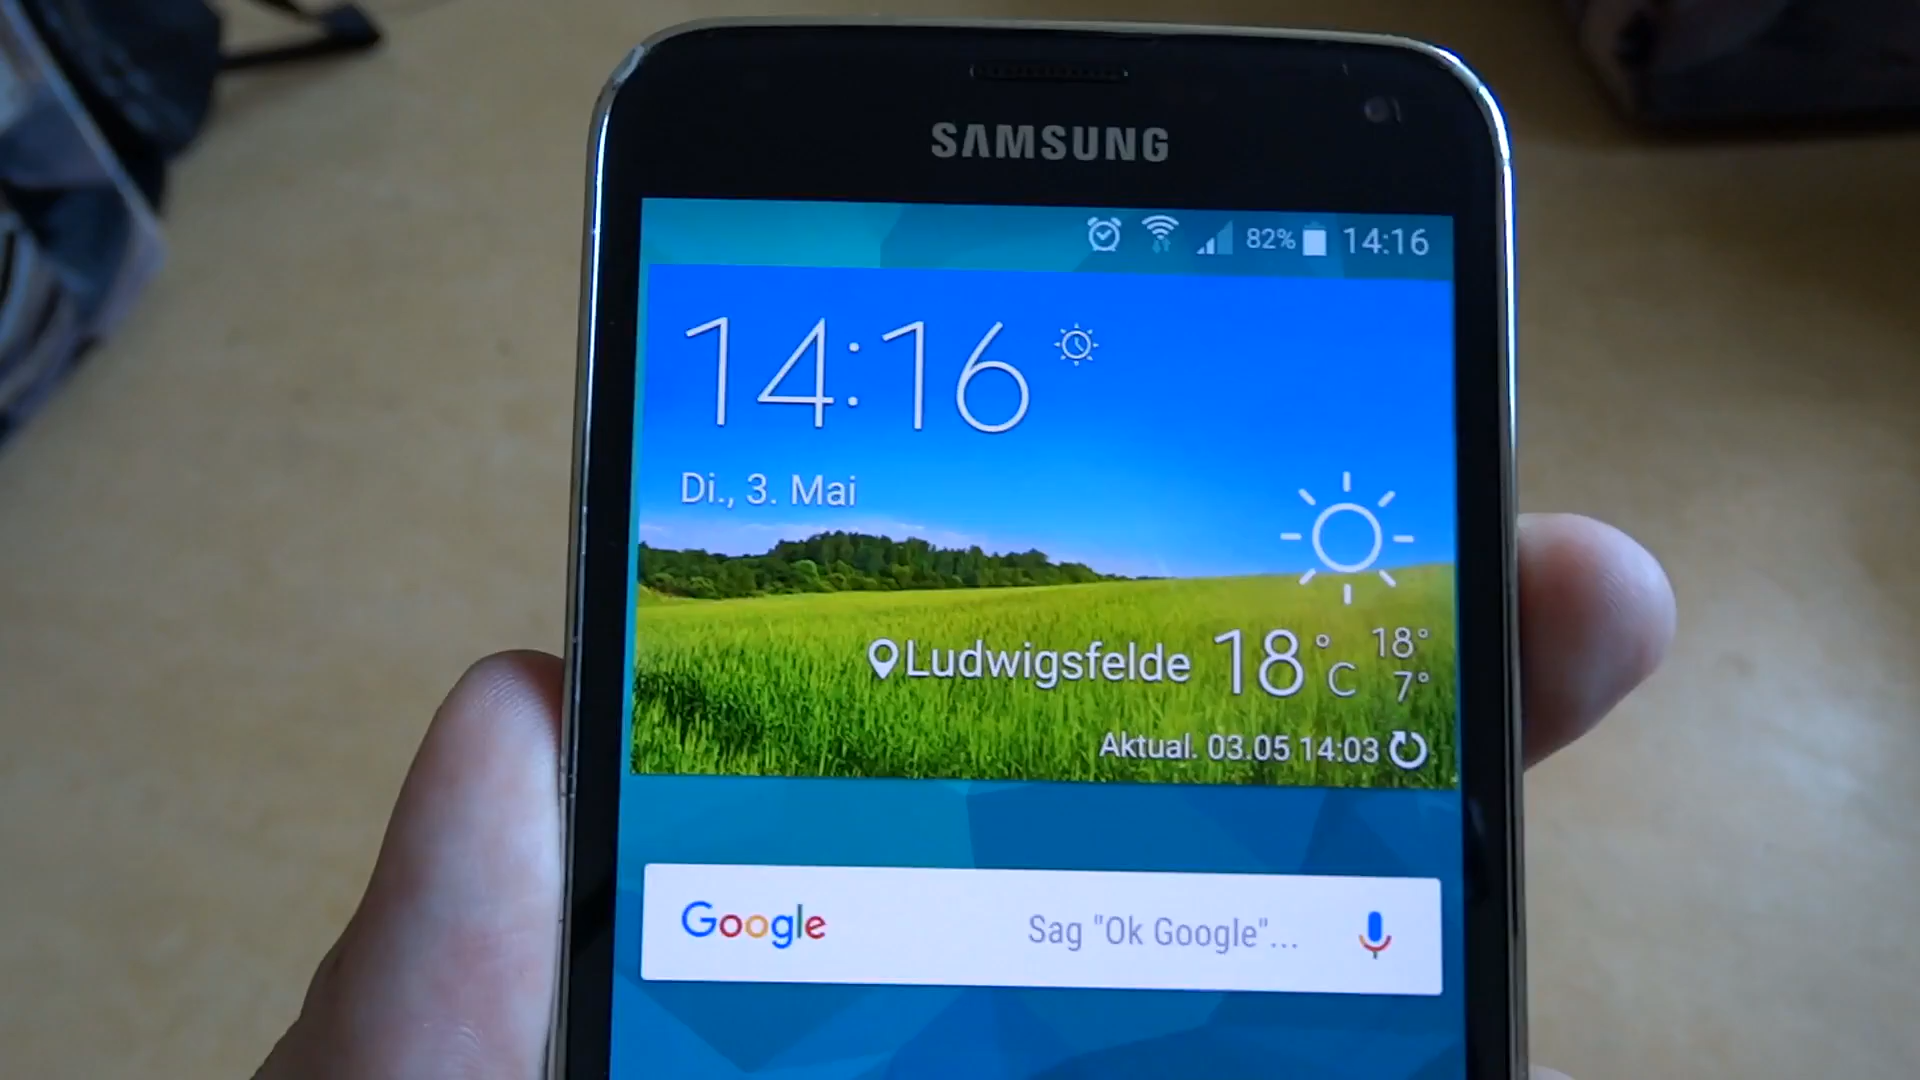 SAMSUNG
82% 14:16
14:16
Di., 3. Mai
Ludwigsfelde 18°C 18°
7°
Aktual. 03.05 14:03
Google Sag "Ok Google"...